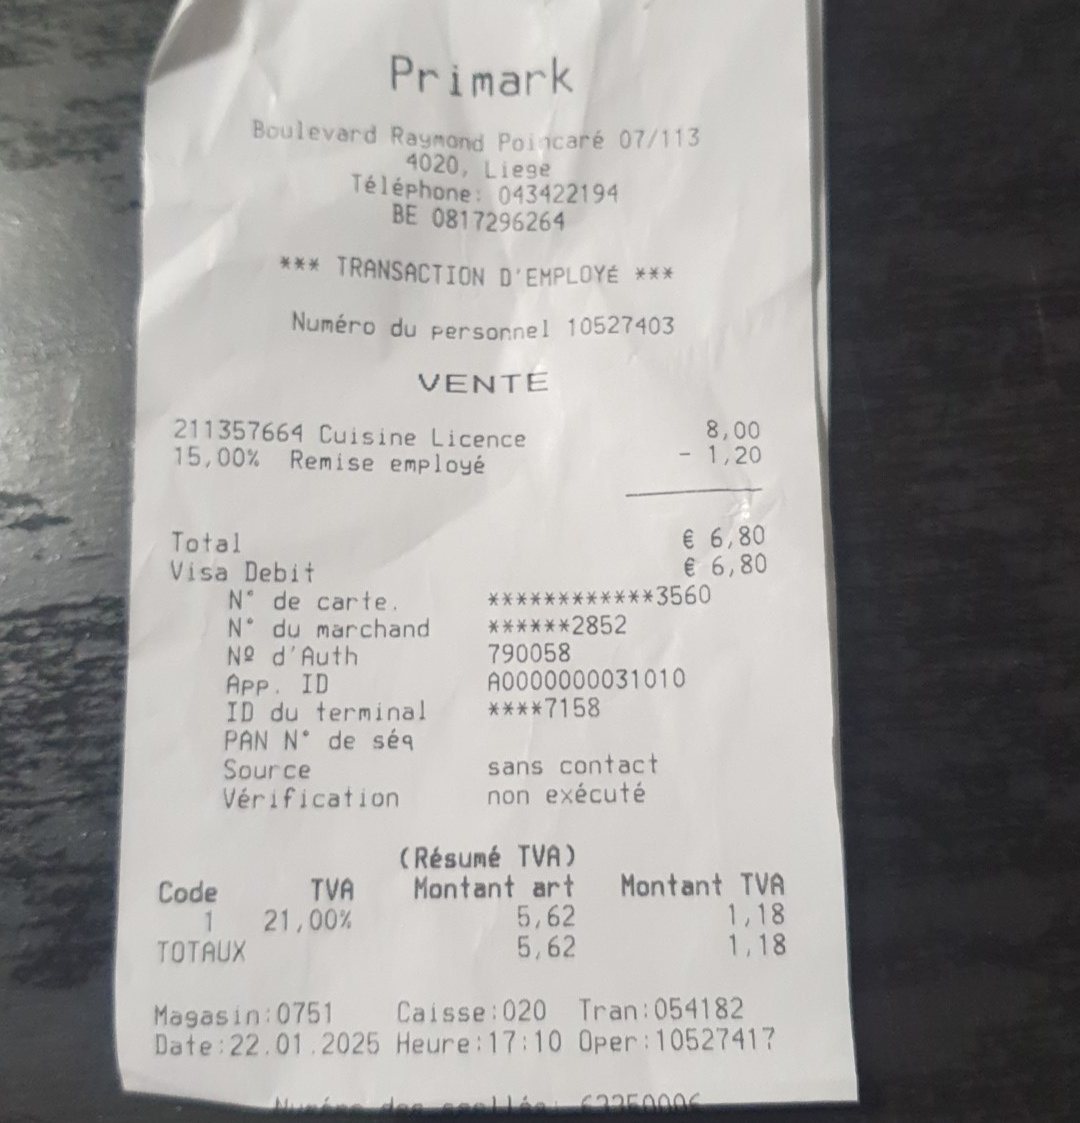 Primark
Boulevard Raymond Poincaré 07/113
4020, Liege
Téléphone: 043422194
BE 0817296264
*** TRANSACTION D'EMPLOYÉ ***
Numéro du personnel 10527403
VENTE
211357664 Cuisine Licence 8,00
15,00% Remise employé - 1,20
Total € 6,80
Visa Debit € 6,80
N° de carte. ************3560
N° du marchand ******2852
Nº d'Auth 790058
App. ID A0000000031010
ID du terminal ****7158
PAN N° de séq
Source sans contact
Vérification non exécuté
(Résumé TVA)
Code TVA Montant art Montant TVA
1 21,00% 5,62 1,18
TOTAUX 5,62 1,18
Magasin:0751 Caisse:020 Tran:054182
Date:22.01.2025 Heure:17:10 Oper:10527417